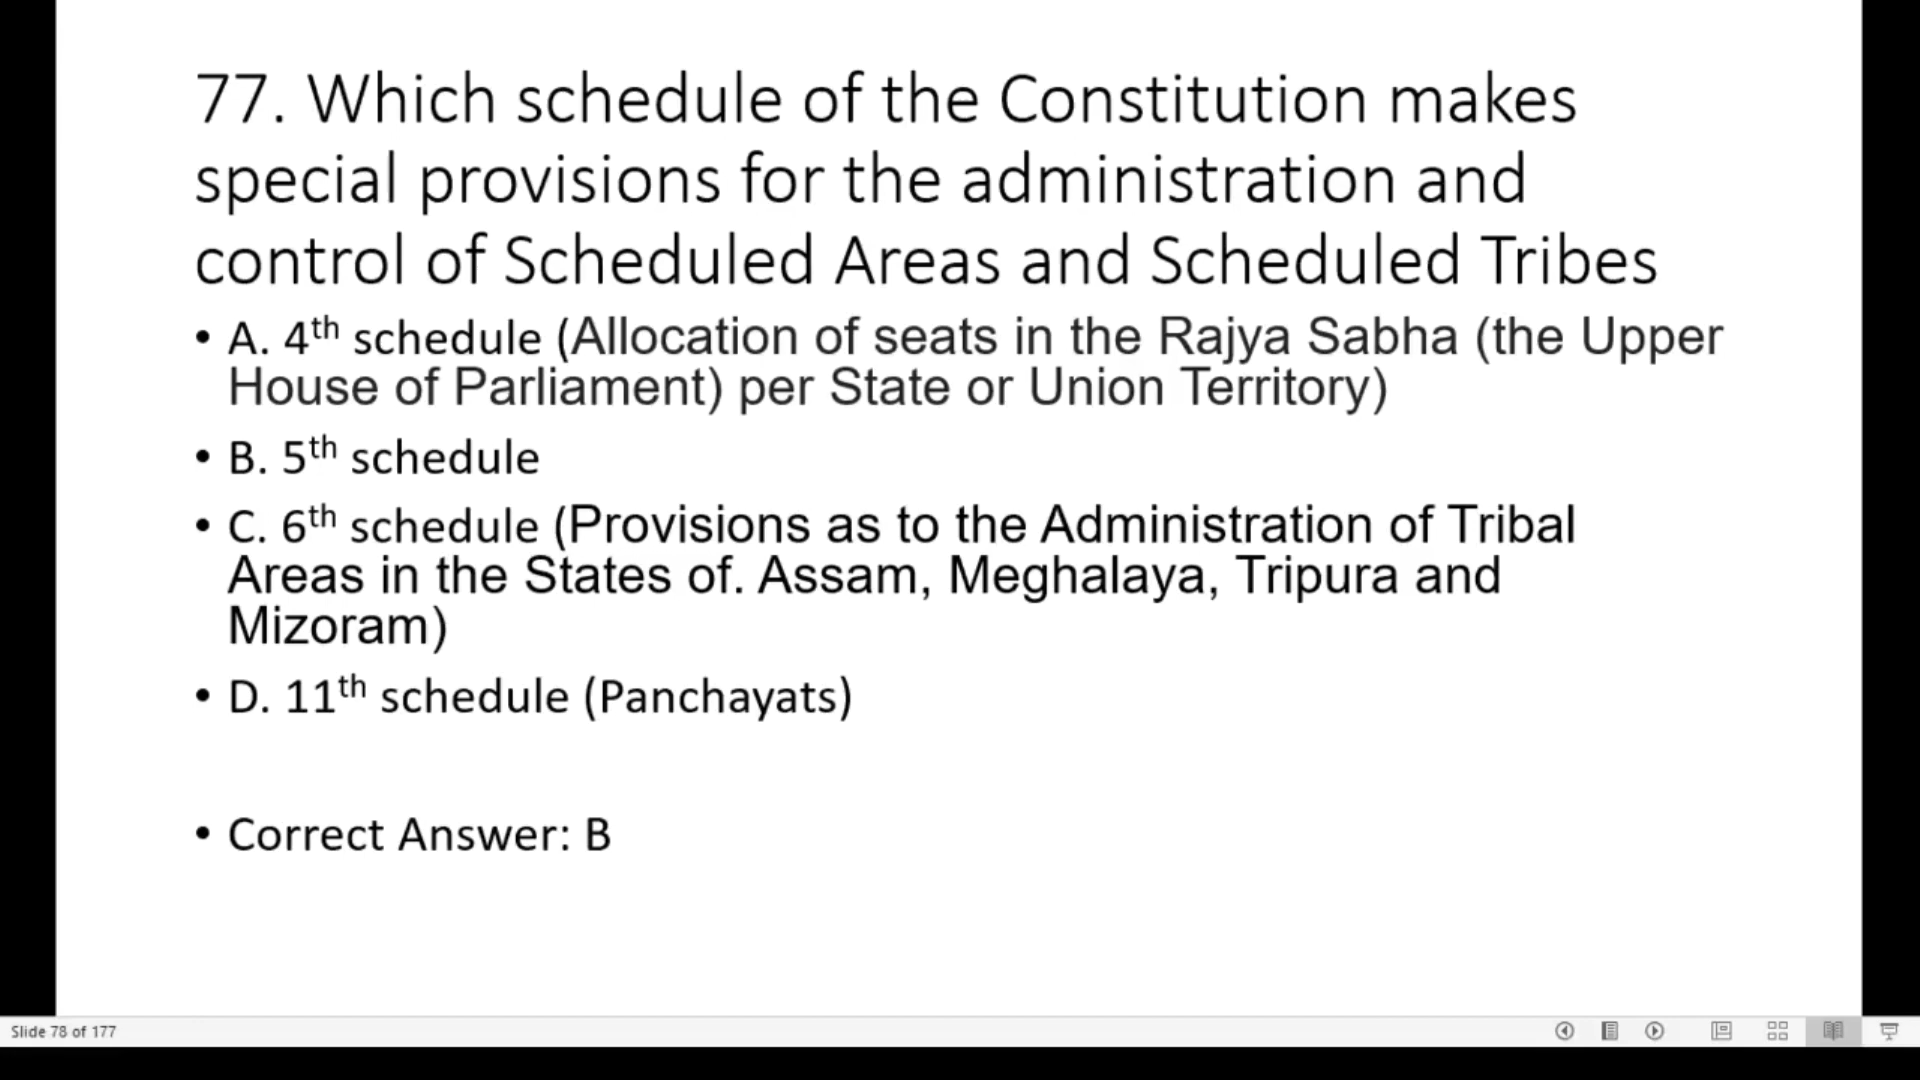 77. Which schedule of the Constitution makes
special provisions for the administration and
control of Scheduled Areas and Scheduled Tribes
• A. 4th schedule (Allocation of seats in the Rajya Sabha (the Upper
House of Parliament) per State or Union Territory)
• B. 5th schedule
• C. 6th schedule (Provisions as to the Administration of Tribal
Areas in the States of. Assam, Meghalaya, Tripura and
Mizoram)
• D. 11th schedule (Panchayats)
• Correct Answer: B
Slide 78 of 177